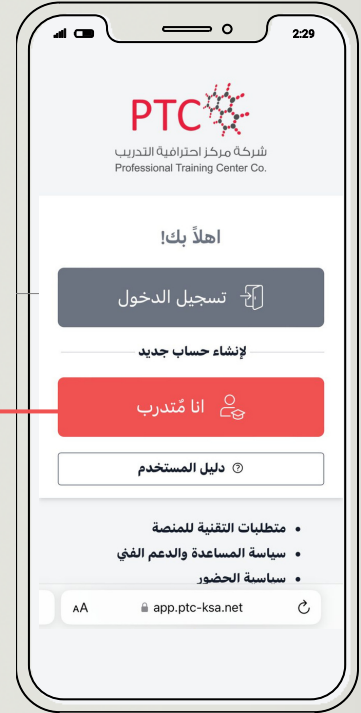 2:29
PTC
شركة مركز احترافية التدريب
Professional Training Center Co.
اهلاً بك!
تسجيل الدخول
لإنشاء حساب جديد
انا مُتدرب
دليل المستخدم
• متطلبات التقنية للمنصة
• سياسة المساعدة والدعم الفني
• سياسية الحضور
AA app.ptc-ksa.net